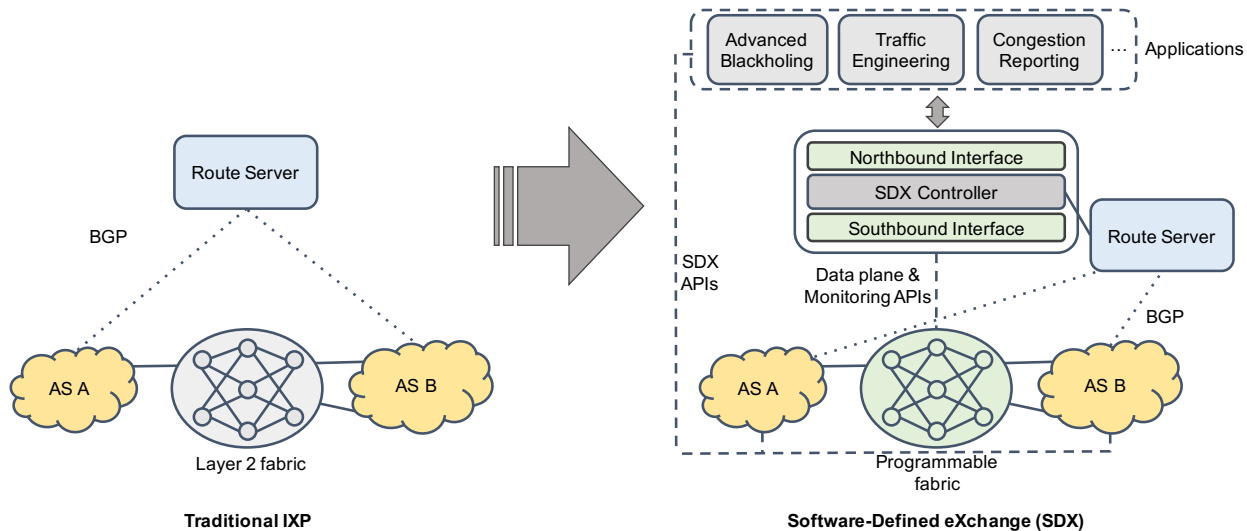 Route Server
BGP
AS A
AS B
Layer 2 fabric
Traditional IXP
Advanced
Blackholing
Traffic
Engineering
Congestion
Reporting
...
Applications
Northbound Interface
SDX Controller
Southbound Interface
Route Server
SDX
APIs
Data plane &
Monitoring APIs
BGP
AS A
AS B
Programmable
fabric
Software-Defined eXchange (SDX)